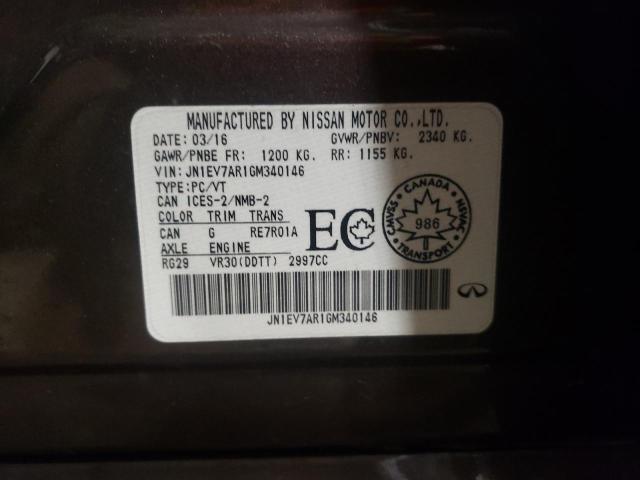 MANUFACTURED BY NISSAN MOTOR CO.,LTD.
DATE: 03/16 GVWR/PNBV: 2340 KG.
GAWR/PNBE FR: 1200 KG. RR: 1155 KG.
VIN: JN1EV7AR1GM340146
TYPE: PC/VT
CAN ICES-2/NMB-2
COLOR TRIM TRANS
CAN G RE7R01A
AXLE ENGINE
RG29 VR30(DDTT) 2997CC
EC
CANADA
CMVSS NSVAC
986
TRANSPORT
JN1EV7AR1GM340146